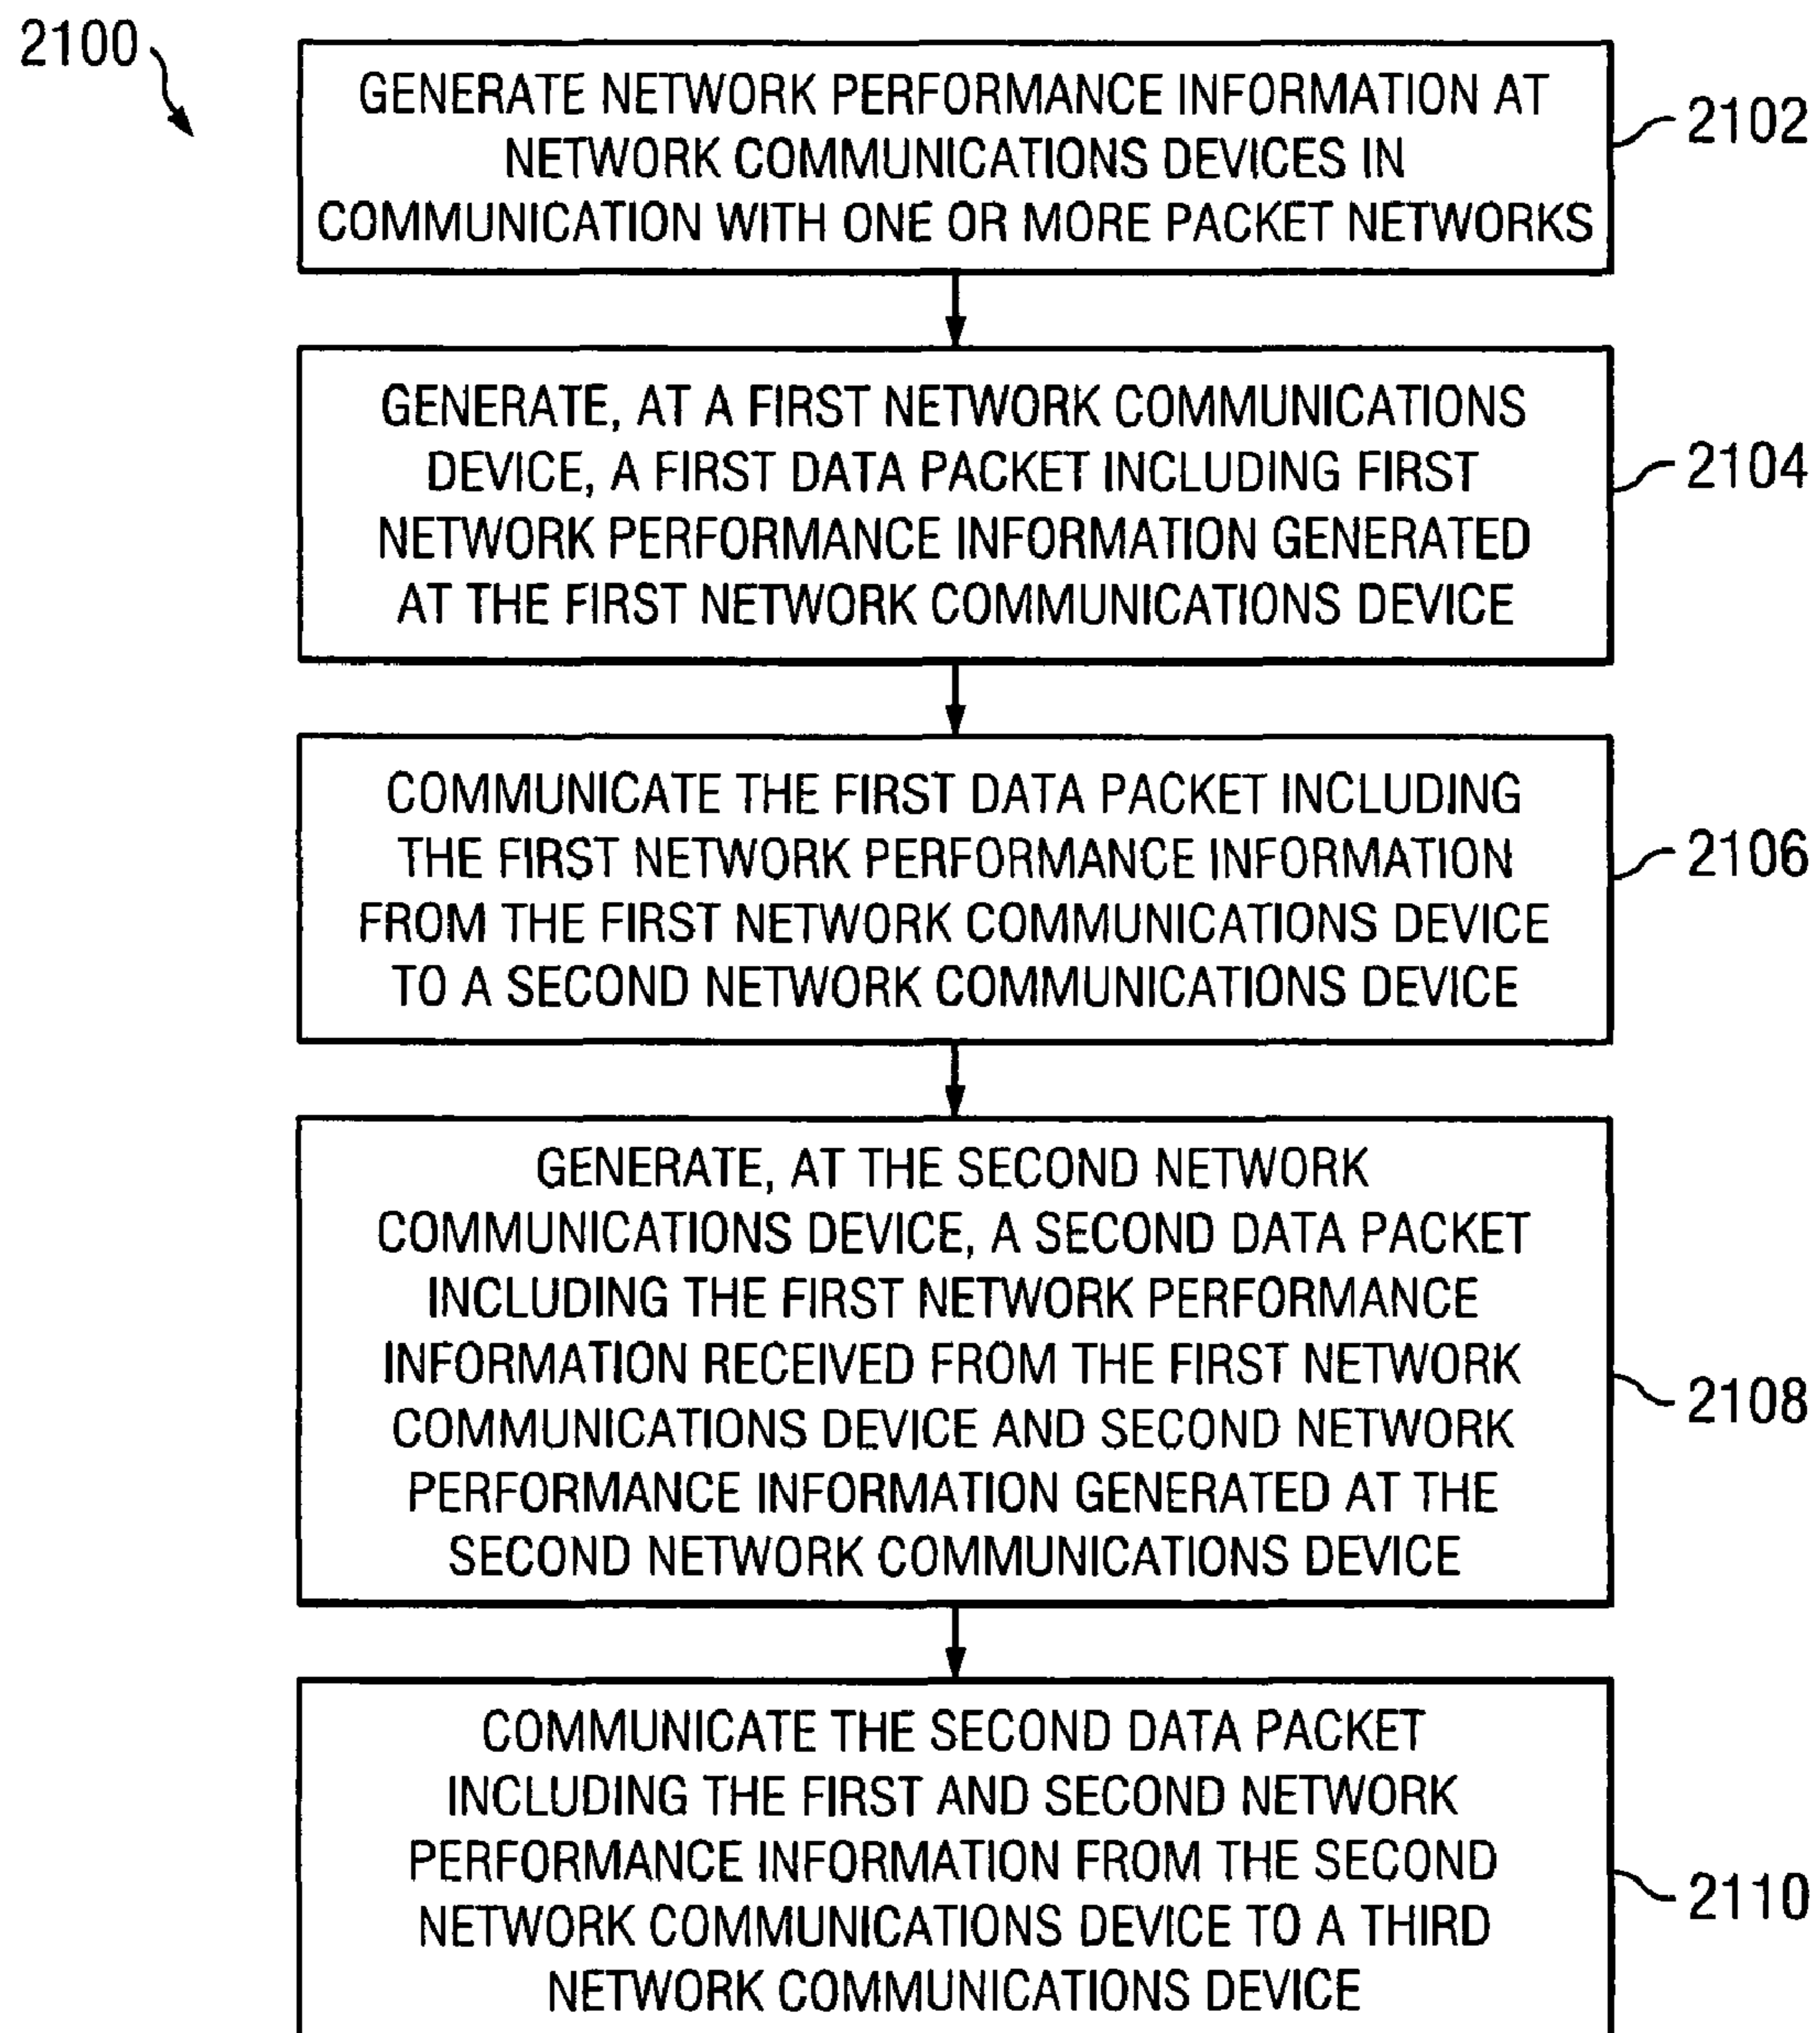 2100
GENERATE NETWORK PERFORMANCE INFORMATION AT
NETWORK COMMUNICATIONS DEVICES IN
COMMUNICATION WITH ONE OR MORE PACKET NETWORKS
2102
GENERATE, AT A FIRST NETWORK COMMUNICATIONS
DEVICE, A FIRST DATA PACKET INCLUDING FIRST
NETWORK PERFORMANCE INFORMATION GENERATED
AT THE FIRST NETWORK COMMUNICATIONS DEVICE
2104
COMMUNICATE THE FIRST DATA PACKET INCLUDING
THE FIRST NETWORK PERFORMANCE INFORMATION
FROM THE FIRST NETWORK COMMUNICATIONS DEVICE
TO A SECOND NETWORK COMMUNICATIONS DEVICE
2106
GENERATE, AT THE SECOND NETWORK
COMMUNICATIONS DEVICE, A SECOND DATA PACKET
INCLUDING THE FIRST NETWORK PERFORMANCE
INFORMATION RECEIVED FROM THE FIRST NETWORK
COMMUNICATIONS DEVICE AND SECOND NETWORK
PERFORMANCE INFORMATION GENERATED AT THE
SECOND NETWORK COMMUNICATIONS DEVICE
2108
COMMUNICATE THE SECOND DATA PACKET
INCLUDING THE FIRST AND SECOND NETWORK
PERFORMANCE INFORMATION FROM THE SECOND
NETWORK COMMUNICATIONS DEVICE TO A THIRD
NETWORK COMMUNICATIONS DEVICE
2110